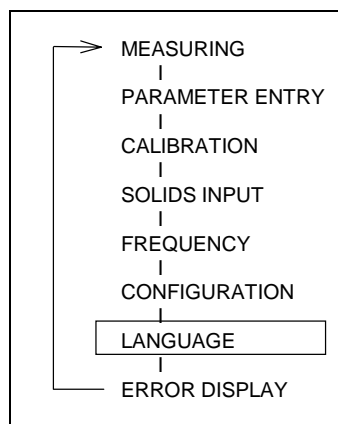 MEASURING
PARAMETER ENTRY
CALIBRATION
SOLIDS INPUT
FREQUENCY
CONFIGURATION
LANGUAGE
ERROR DISPLAY